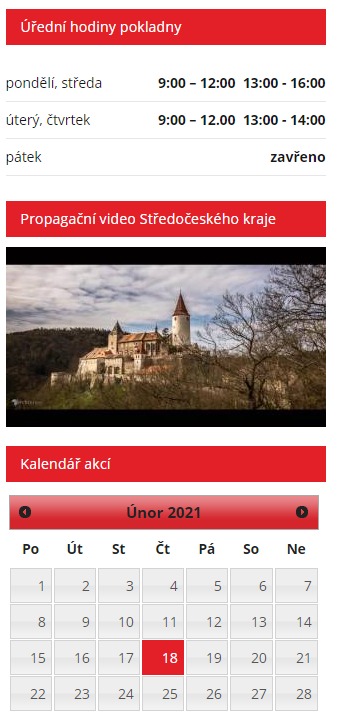 Úřední hodiny pokladny
pondělí, středa 9:00 – 12:00 13:00 - 16:00
úterý, čtvrtek 9:00 – 12.00 13:00 - 14:00
pátek zavřeno
Propagační video Středočeského kraje
Kalendář akcí
Únor 2021
Po Út St Čt Pá So Ne
1 2 3 4 5 6 7
8 9 10 11 12 13 14
15 16 17 18 19 20 21
22 23 24 25 26 27 28